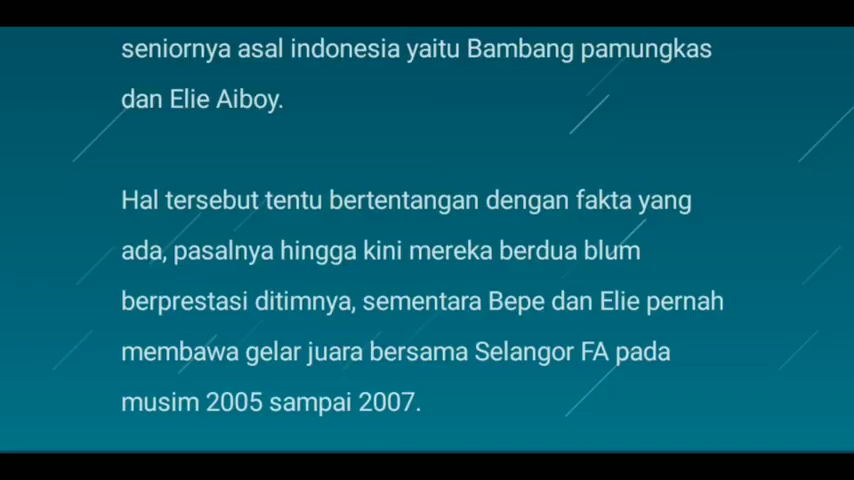 seniornya asal indonesia yaitu Bambang pamungkas
dan Elie Aiboy.
Hal tersebut tentu bertentangan dengan fakta yang
ada, pasalnya hingga kini mereka berdua blum
berprestasi ditimnya, sementara Bepe dan Elie pernah
membawa gelar juara bersama Selangor FA pada
musim 2005 sampai 2007.